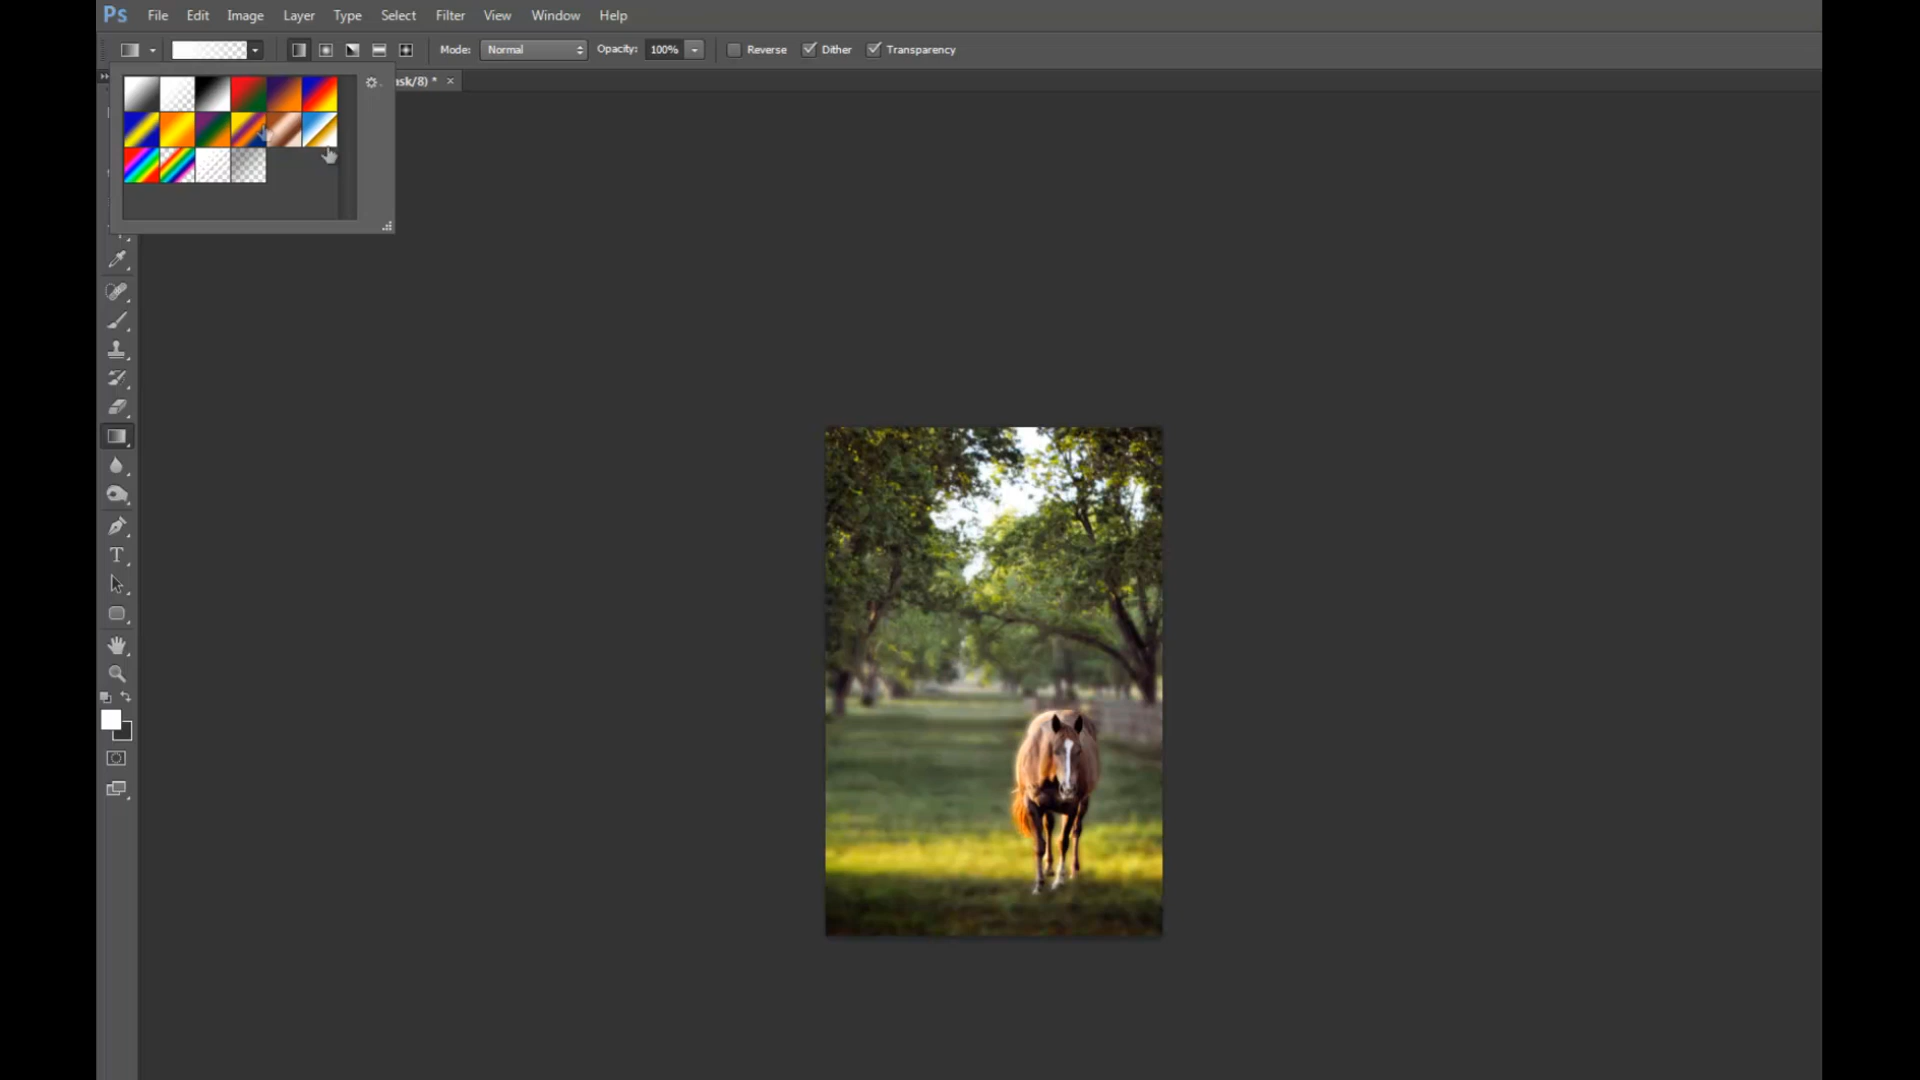 Ps File Edit Image Layer Type Select Filter View Window Help
Mode: Normal Opacity: 100% Reverse Dither Transparency
ask/8) * ×
T